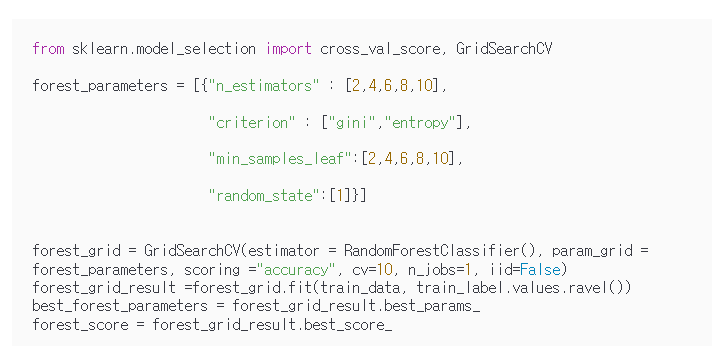 from sklearn.model_selection import cross_val_score, GridSearchCV
forest_parameters = [{"n_estimators" : [2,4,6,8,10],
"criterion" : ["gini","entropy"],
"min_samples_leaf":[2,4,6,8,10],
"random_state":[1]}]
forest_grid = GridSearchCV(estimator = RandomForestClassifier(), param_grid =
forest_parameters, scoring ="accuracy", cv=10, n_jobs=1, iid=False)
forest_grid_result =forest_grid.fit(train_data, train_label.values.ravel())
best_forest_parameters = forest_grid_result.best_params_
forest_score = forest_grid_result.best_score_